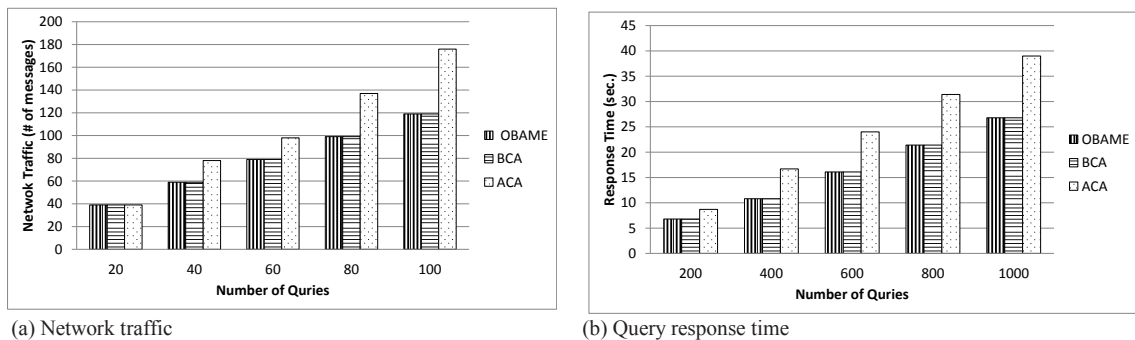 200
180
160
140
120
100
80
60
40
20
0
Netwok Traffic (# of messages)
20 40 60 80 100
Number of Quries
OBAME
BCA
ACA
(a) Network traffic
45
40
35
30
25
20
15
10
5
0
Response Time (sec.)
200 400 600 800 1000
Number of Quries
OBAME
BCA
ACA
(b) Query response time